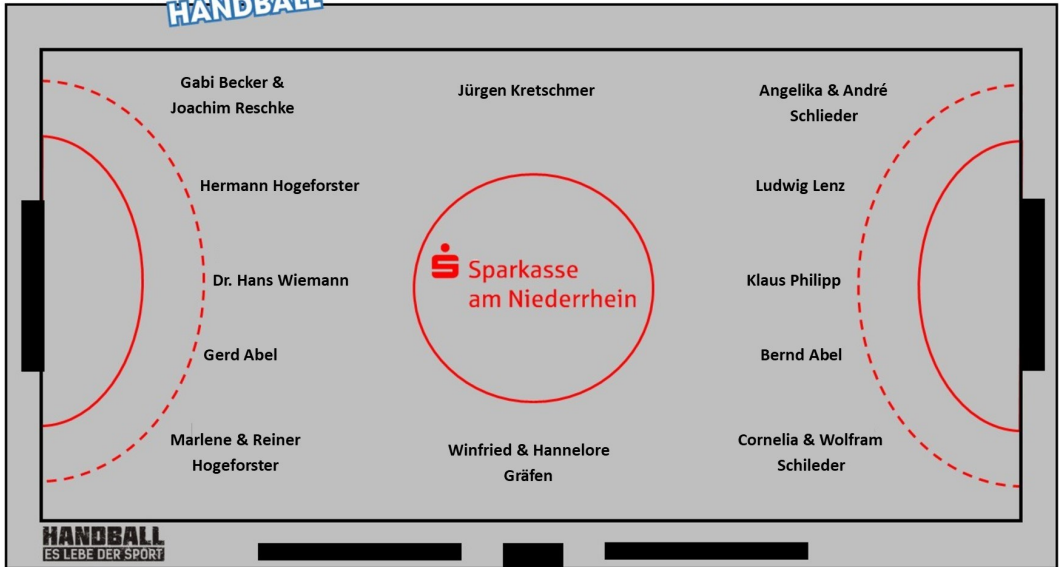 HANDBALL
Gabi Becker &
Joachim Reschke
Jürgen Kretschmer
Angelika & André
Schlieder
Hermann Hogeforster
Ludwig Lenz
Sparkasse
am Niederrhein
Dr. Hans Wiemann
Klaus Philipp
Gerd Abel
Bernd Abel
Marlene & Reiner
Hogeforster
Winfried & Hannelore
Gräfen
Cornelia & Wolfram
Schileder
HANDBALL
ES LEBE DER SPORT